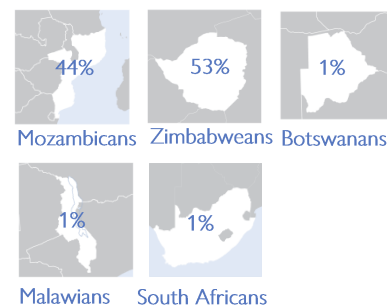 44%
53%
1%
Mozambicans
Zimbabweans
Botswanans
1%
1%
Malawians
South Africans